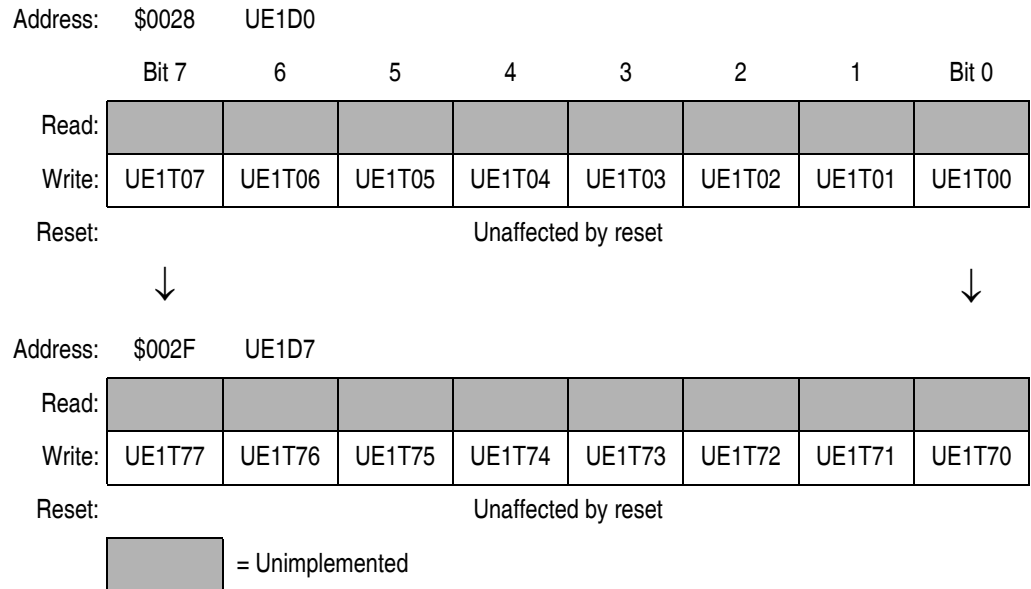 Address: $0028 UE1D0
Bit 7 6 5 4 3 2 1 Bit 0
Read:
Write: UE1T07 UE1T06 UE1T05 UE1T04 UE1T03 UE1T02 UE1T01 UE1T00
Reset: Unaffected by reset
↓ ↓
Address: $002F UE1D7
Read:
Write: UE1T77 UE1T76 UE1T75 UE1T74 UE1T73 UE1T72 UE1T71 UE1T70
Reset: Unaffected by reset
= Unimplemented